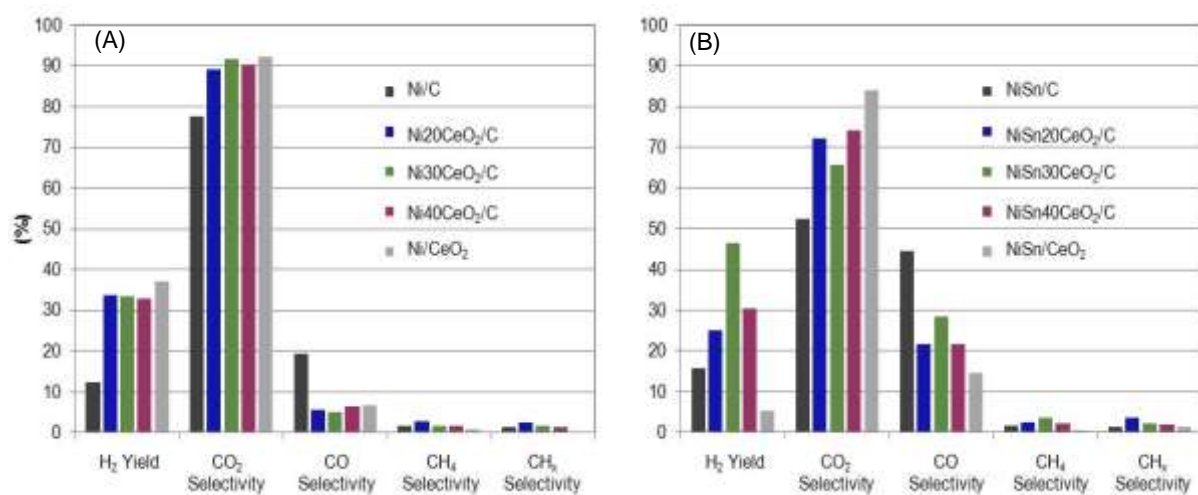 (A)
100
90
80
70
60
50
40
30
20
10
0
(%)
Ni/C
Ni20CeO₂/C
Ni30CeO₂/C
Ni40CeO₂/C
Ni/CeO₂
H₂ Yield
CO₂
Selectivity
CO
Selectivity
CH₄
Selectivity
CHₓ
Selectivity
(B)
100
90
80
70
60
50
40
30
20
10
0
NiSn/C
NiSn20CeO₂/C
NiSn30CeO₂/C
NiSn40CeO₂/C
NiSn/CeO₂
H₂ Yield
CO₂
Selectivity
CO
Selectivity
CH₄
Selectivity
CHₓ
Selectivity